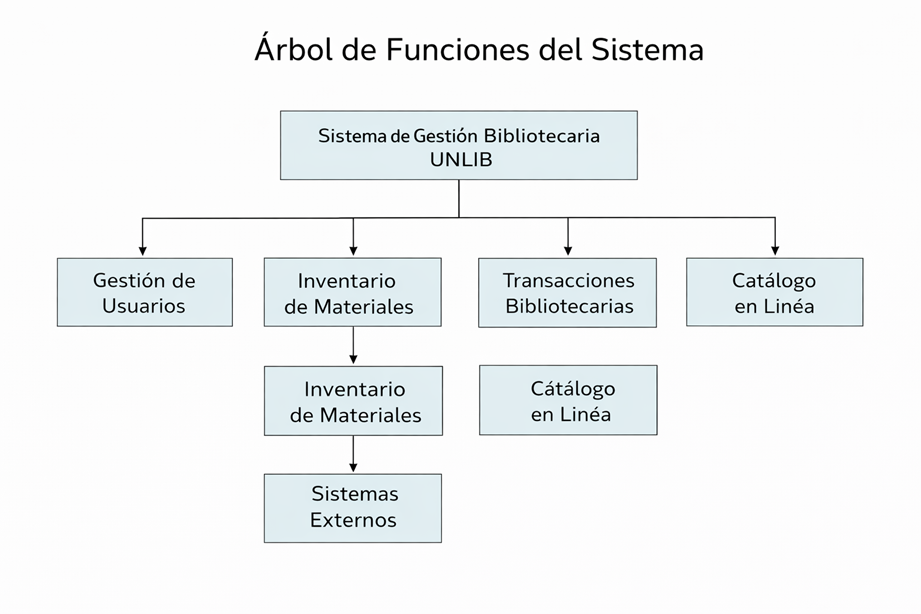 Árbol de Funciones del Sistema
Sistema de Gestión Bibliotecaria
UNLIB
Gestión de
Usuarios
Inventario
de Materiales
Transacciones
Bibliotecarias
Catálogo
en Linéa
Inventario
de Materiales
Cátálogo
en Linéa
Sistemas
Externos